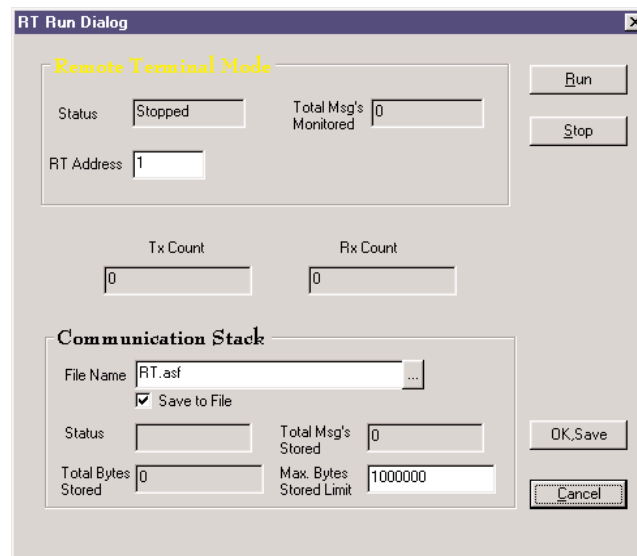 RT Run Dialog
Remote Terminal Mode
Run
Status
Stopped
Total Msg's
Monitored
0
Stop
RT Address
1
Tx Count
Rx Count
0
0
Communication Stack
File Name
RT.asf
...
Save to File
Status
Total Msg's
Stored
0
OK,Save
Total Bytes
Stored
0
Max. Bytes
Stored Limit
1000000
Cancel